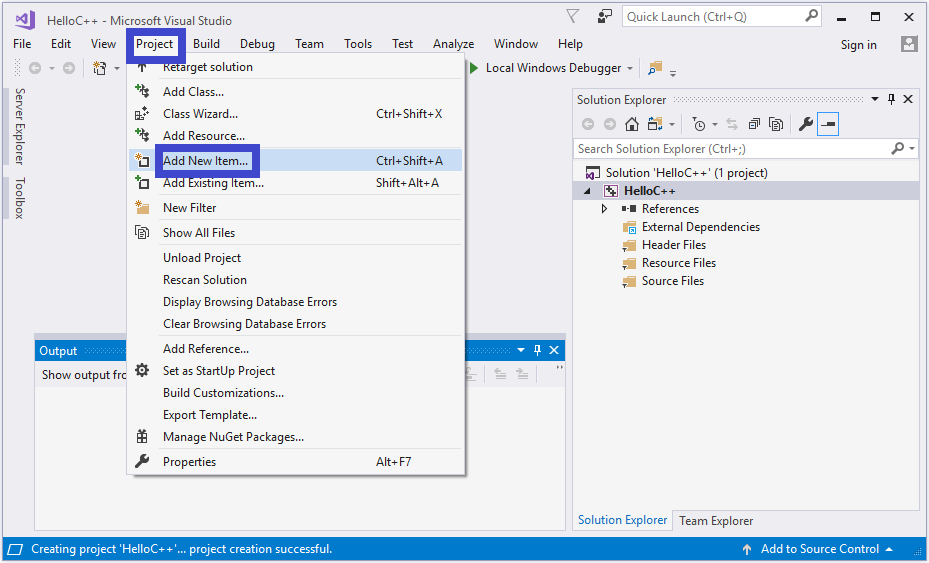 HelloC++ - Microsoft Visual Studio
Quick Launch (Ctrl+Q)
File Edit View Project Build Debug Team Tools Test Analyze Window Help Sign in
Local Windows Debugger
Server Explorer
Toolbox
Retarget solution
Add Class...
Class Wizard... Ctrl+Shift+X
Add Resource...
Add New Item... Ctrl+Shift+A
Add Existing Item... Shift+Alt+A
New Filter
Show All Files
Unload Project
Rescan Solution
Display Browsing Database Errors
Clear Browsing Database Errors
Add Reference...
Set as StartUp Project
Build Customizations...
Export Template...
Manage NuGet Packages...
Properties Alt+F7
Output
Show output fro
Solution Explorer
Search Solution Explorer (Ctrl+;)
Solution 'HelloC++' (1 project)
HelloC++
References
External Dependencies
Header Files
Resource Files
Source Files
Solution Explorer Team Explorer
Creating project 'HelloC++'... project creation successful.
Add to Source Control